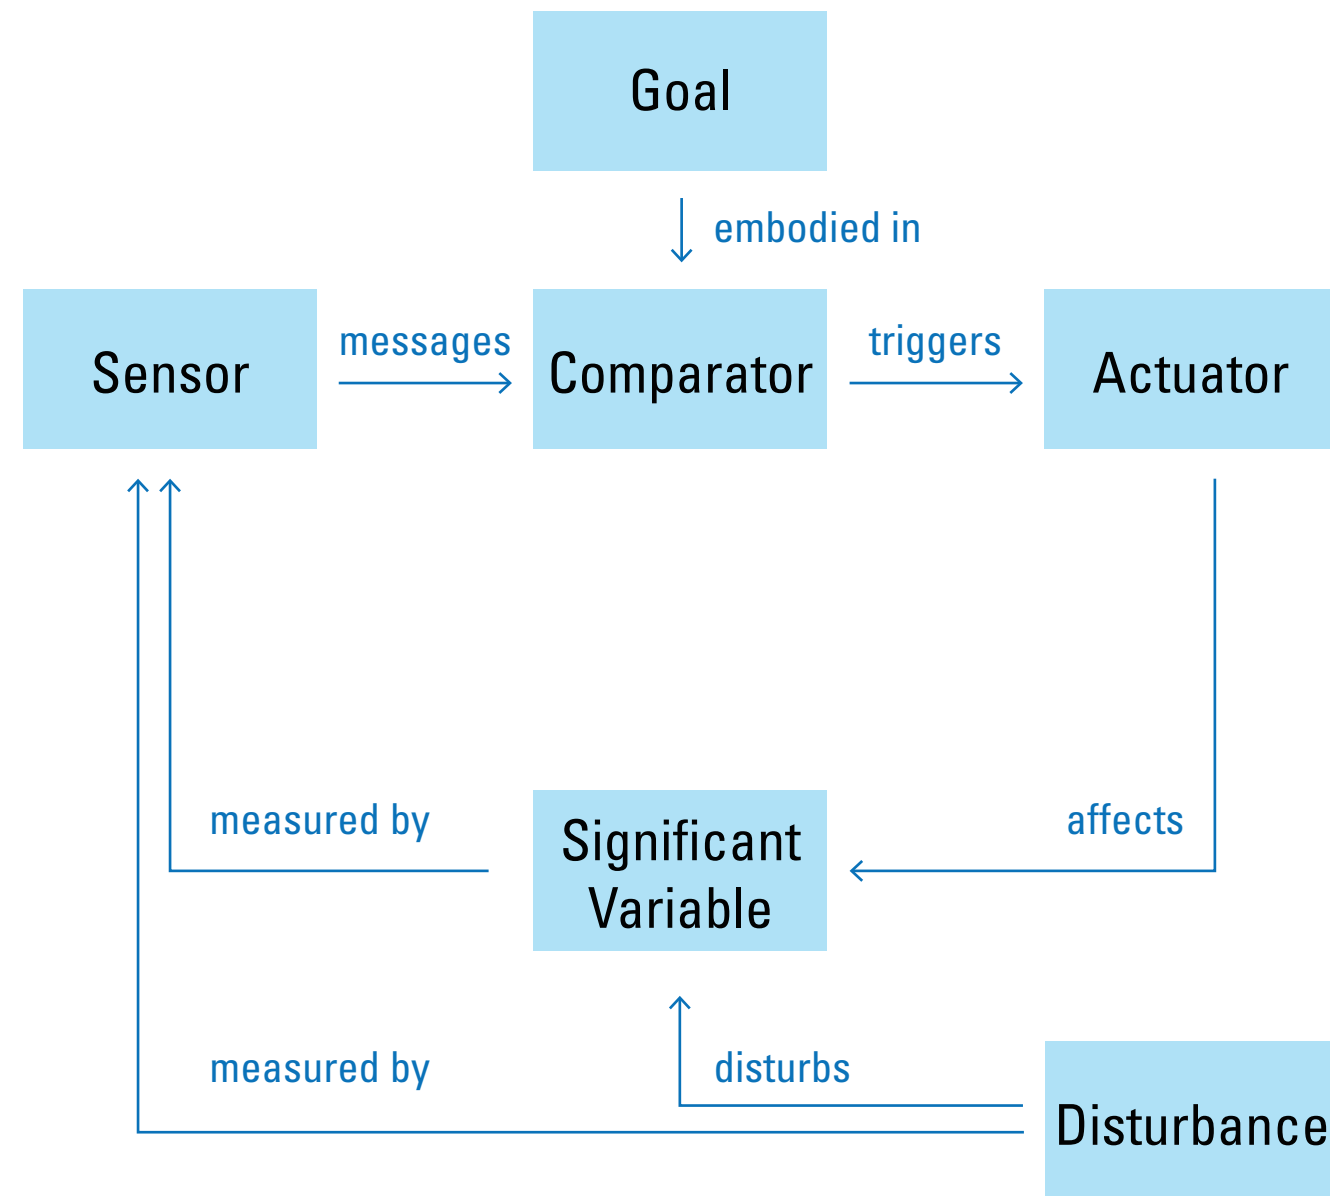 Goal
embodied in
Sensor
messages
Comparator
triggers
Actuator
measured by
Significant
Variable
affects
measured by
disturbs
Disturbance